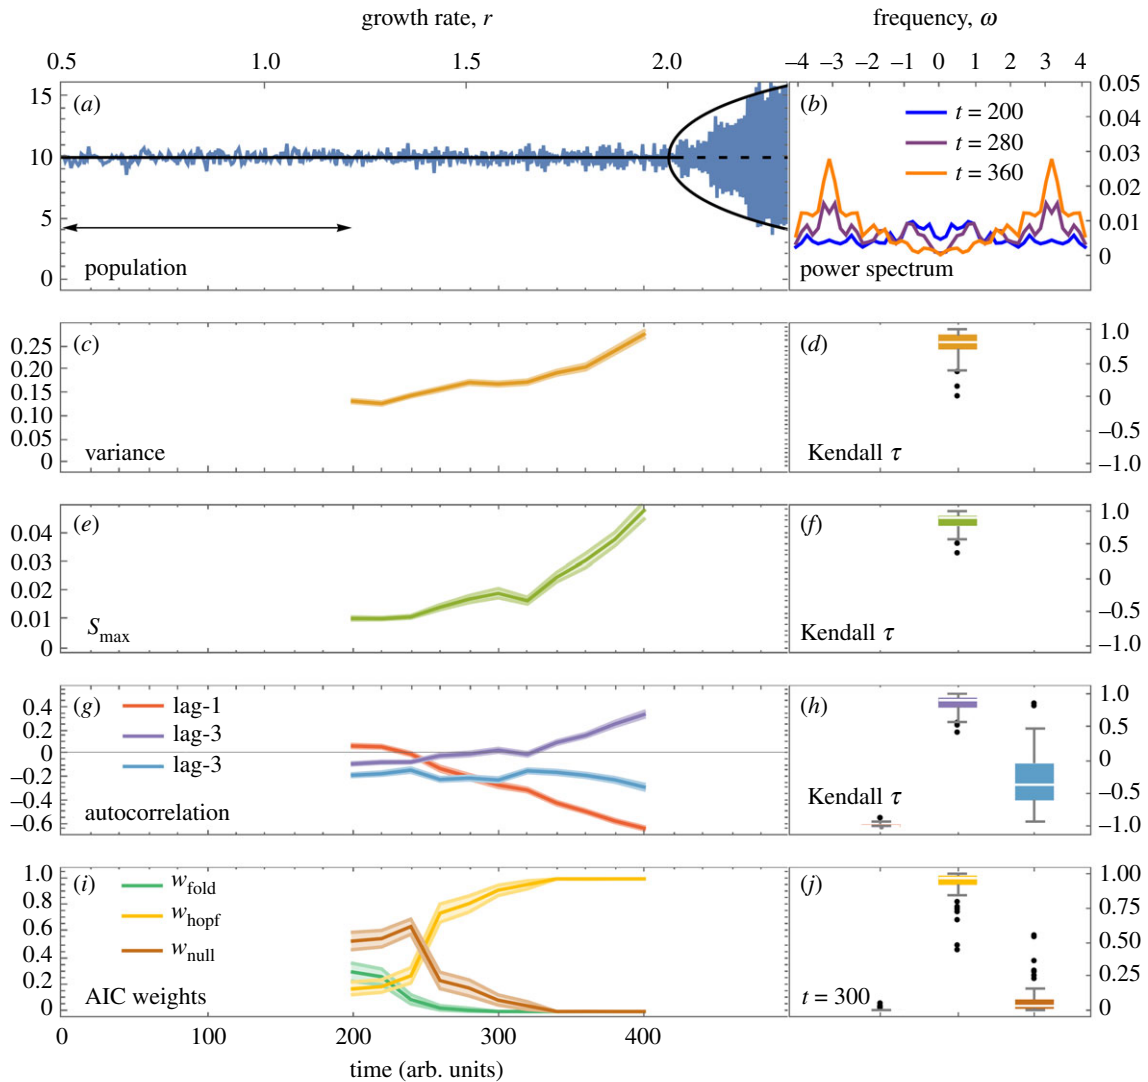 growth rate, r
frequency, ω
0.5 1.0 1.5 2.0
–4 –3 –2 –1 0 1 2 3 4
(a)
15
10
5
0
population
(b)
t = 200
t = 280
t = 360
0.05
0.04
0.03
0.02
0.01
0
power spectrum
(c)
0.25
0.20
0.15
0.10
0.05
0
variance
(d)
1.0
0.5
0
–0.5
–1.0
Kendall τ
(e)
0.04
0.03
0.02
0.01
0
Smax
(f)
1.0
0.5
0
–0.5
–1.0
Kendall τ
(g)
lag-1
lag-3
lag-3
0.4
0.2
0
–0.2
–0.4
–0.6
autocorrelation
(h)
1.0
0.5
0
–0.5
–1.0
Kendall τ
(i)
wfold
whopf
wnull
1.0
0.8
0.6
0.4
0.2
0
AIC weights
(j)
1.00
0.75
0.50
0.25
0
t = 300
0 100 200 300 400
time (arb. units)